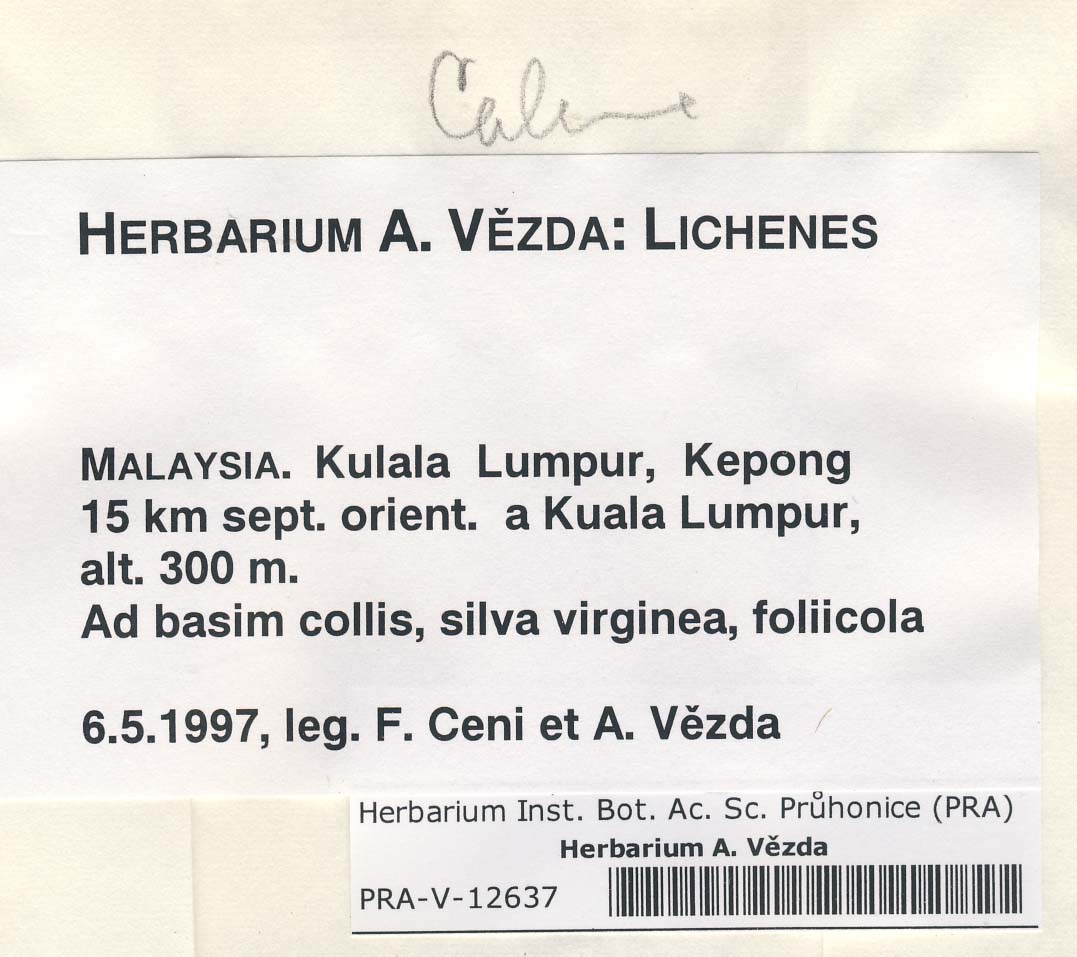 HERBARIUM A. VĚZDA: LICHENES
MALAYSIA. Kulala Lumpur, Kepong
15 km sept. orient. a Kuala Lumpur,
alt. 300 m.
Ad basim collis, silva virginea, foliicola
6.5.1997, leg. F. Ceni et A. Vězda
Herbarium Inst. Bot. Ac. Sc. Průhonice (PRA)
Herbarium A. Vězda
PRA-V-12637